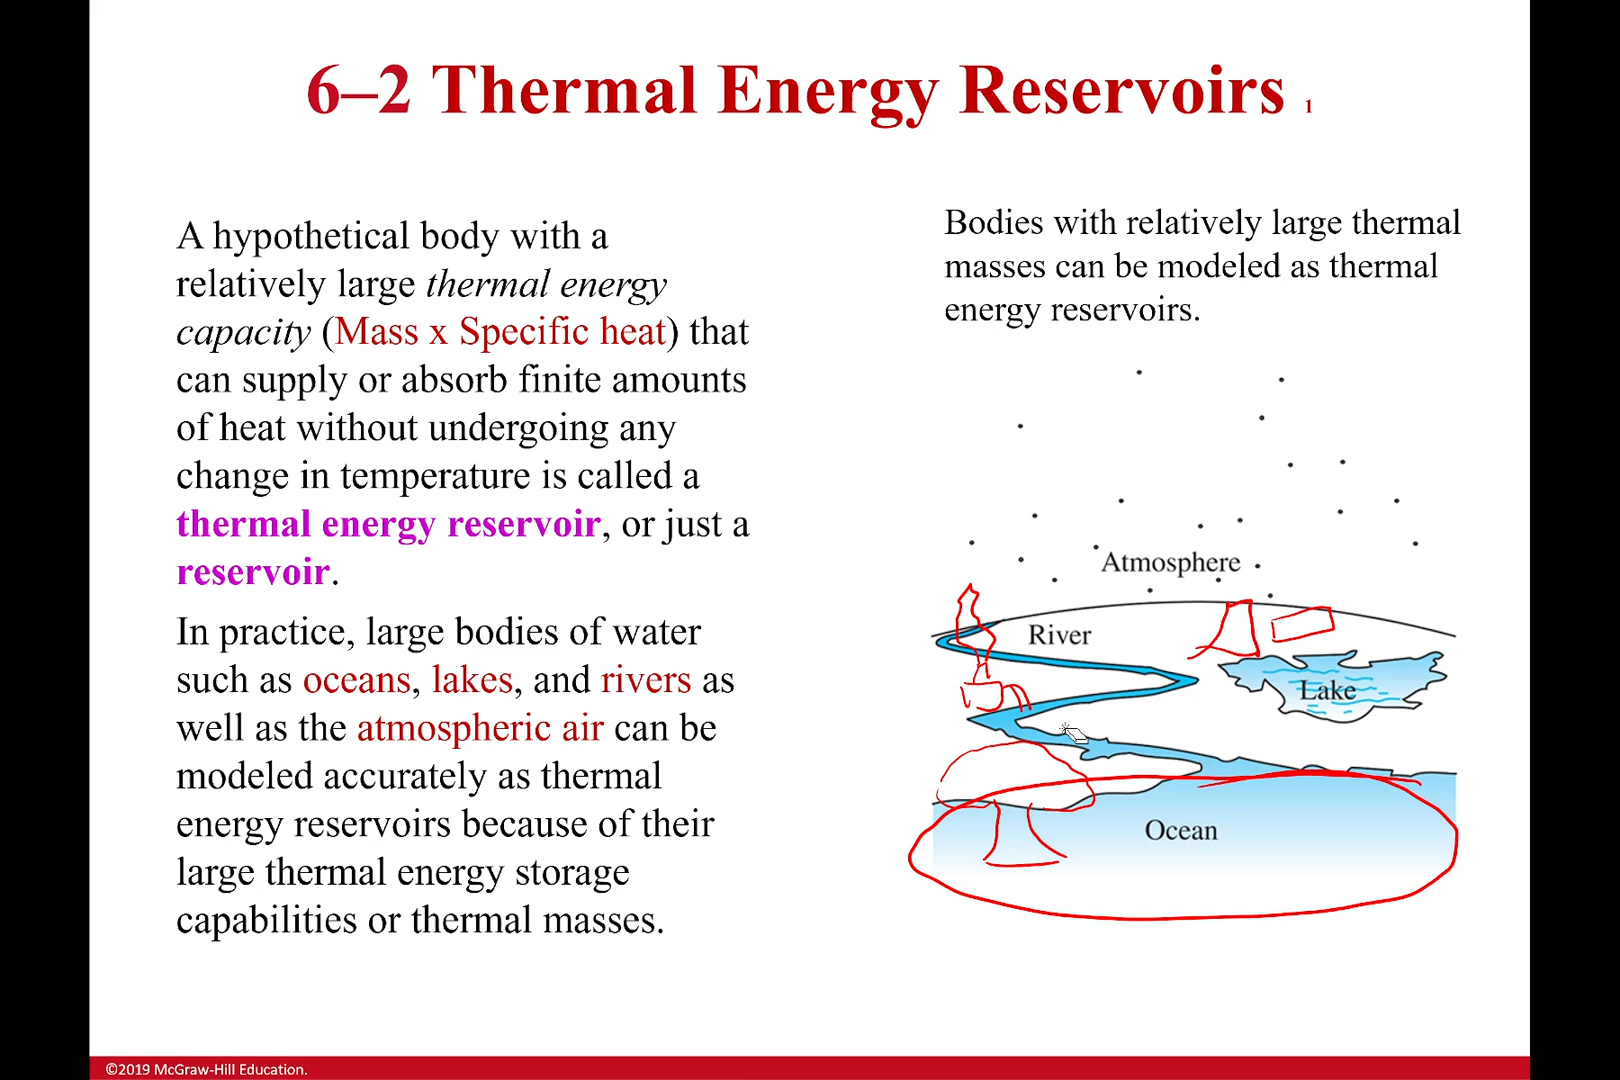 6–2 Thermal Energy Reservoirs 1
A hypothetical body with a
relatively large thermal energy
capacity (Mass x Specific heat) that
can supply or absorb finite amounts
of heat without undergoing any
change in temperature is called a
thermal energy reservoir, or just a
reservoir.
In practice, large bodies of water
such as oceans, lakes, and rivers as
well as the atmospheric air can be
modeled accurately as thermal
energy reservoirs because of their
large thermal energy storage
capabilities or thermal masses.
Bodies with relatively large thermal
masses can be modeled as thermal
energy reservoirs.
Atmosphere
River
Lake
Ocean
©2019 McGraw-Hill Education.